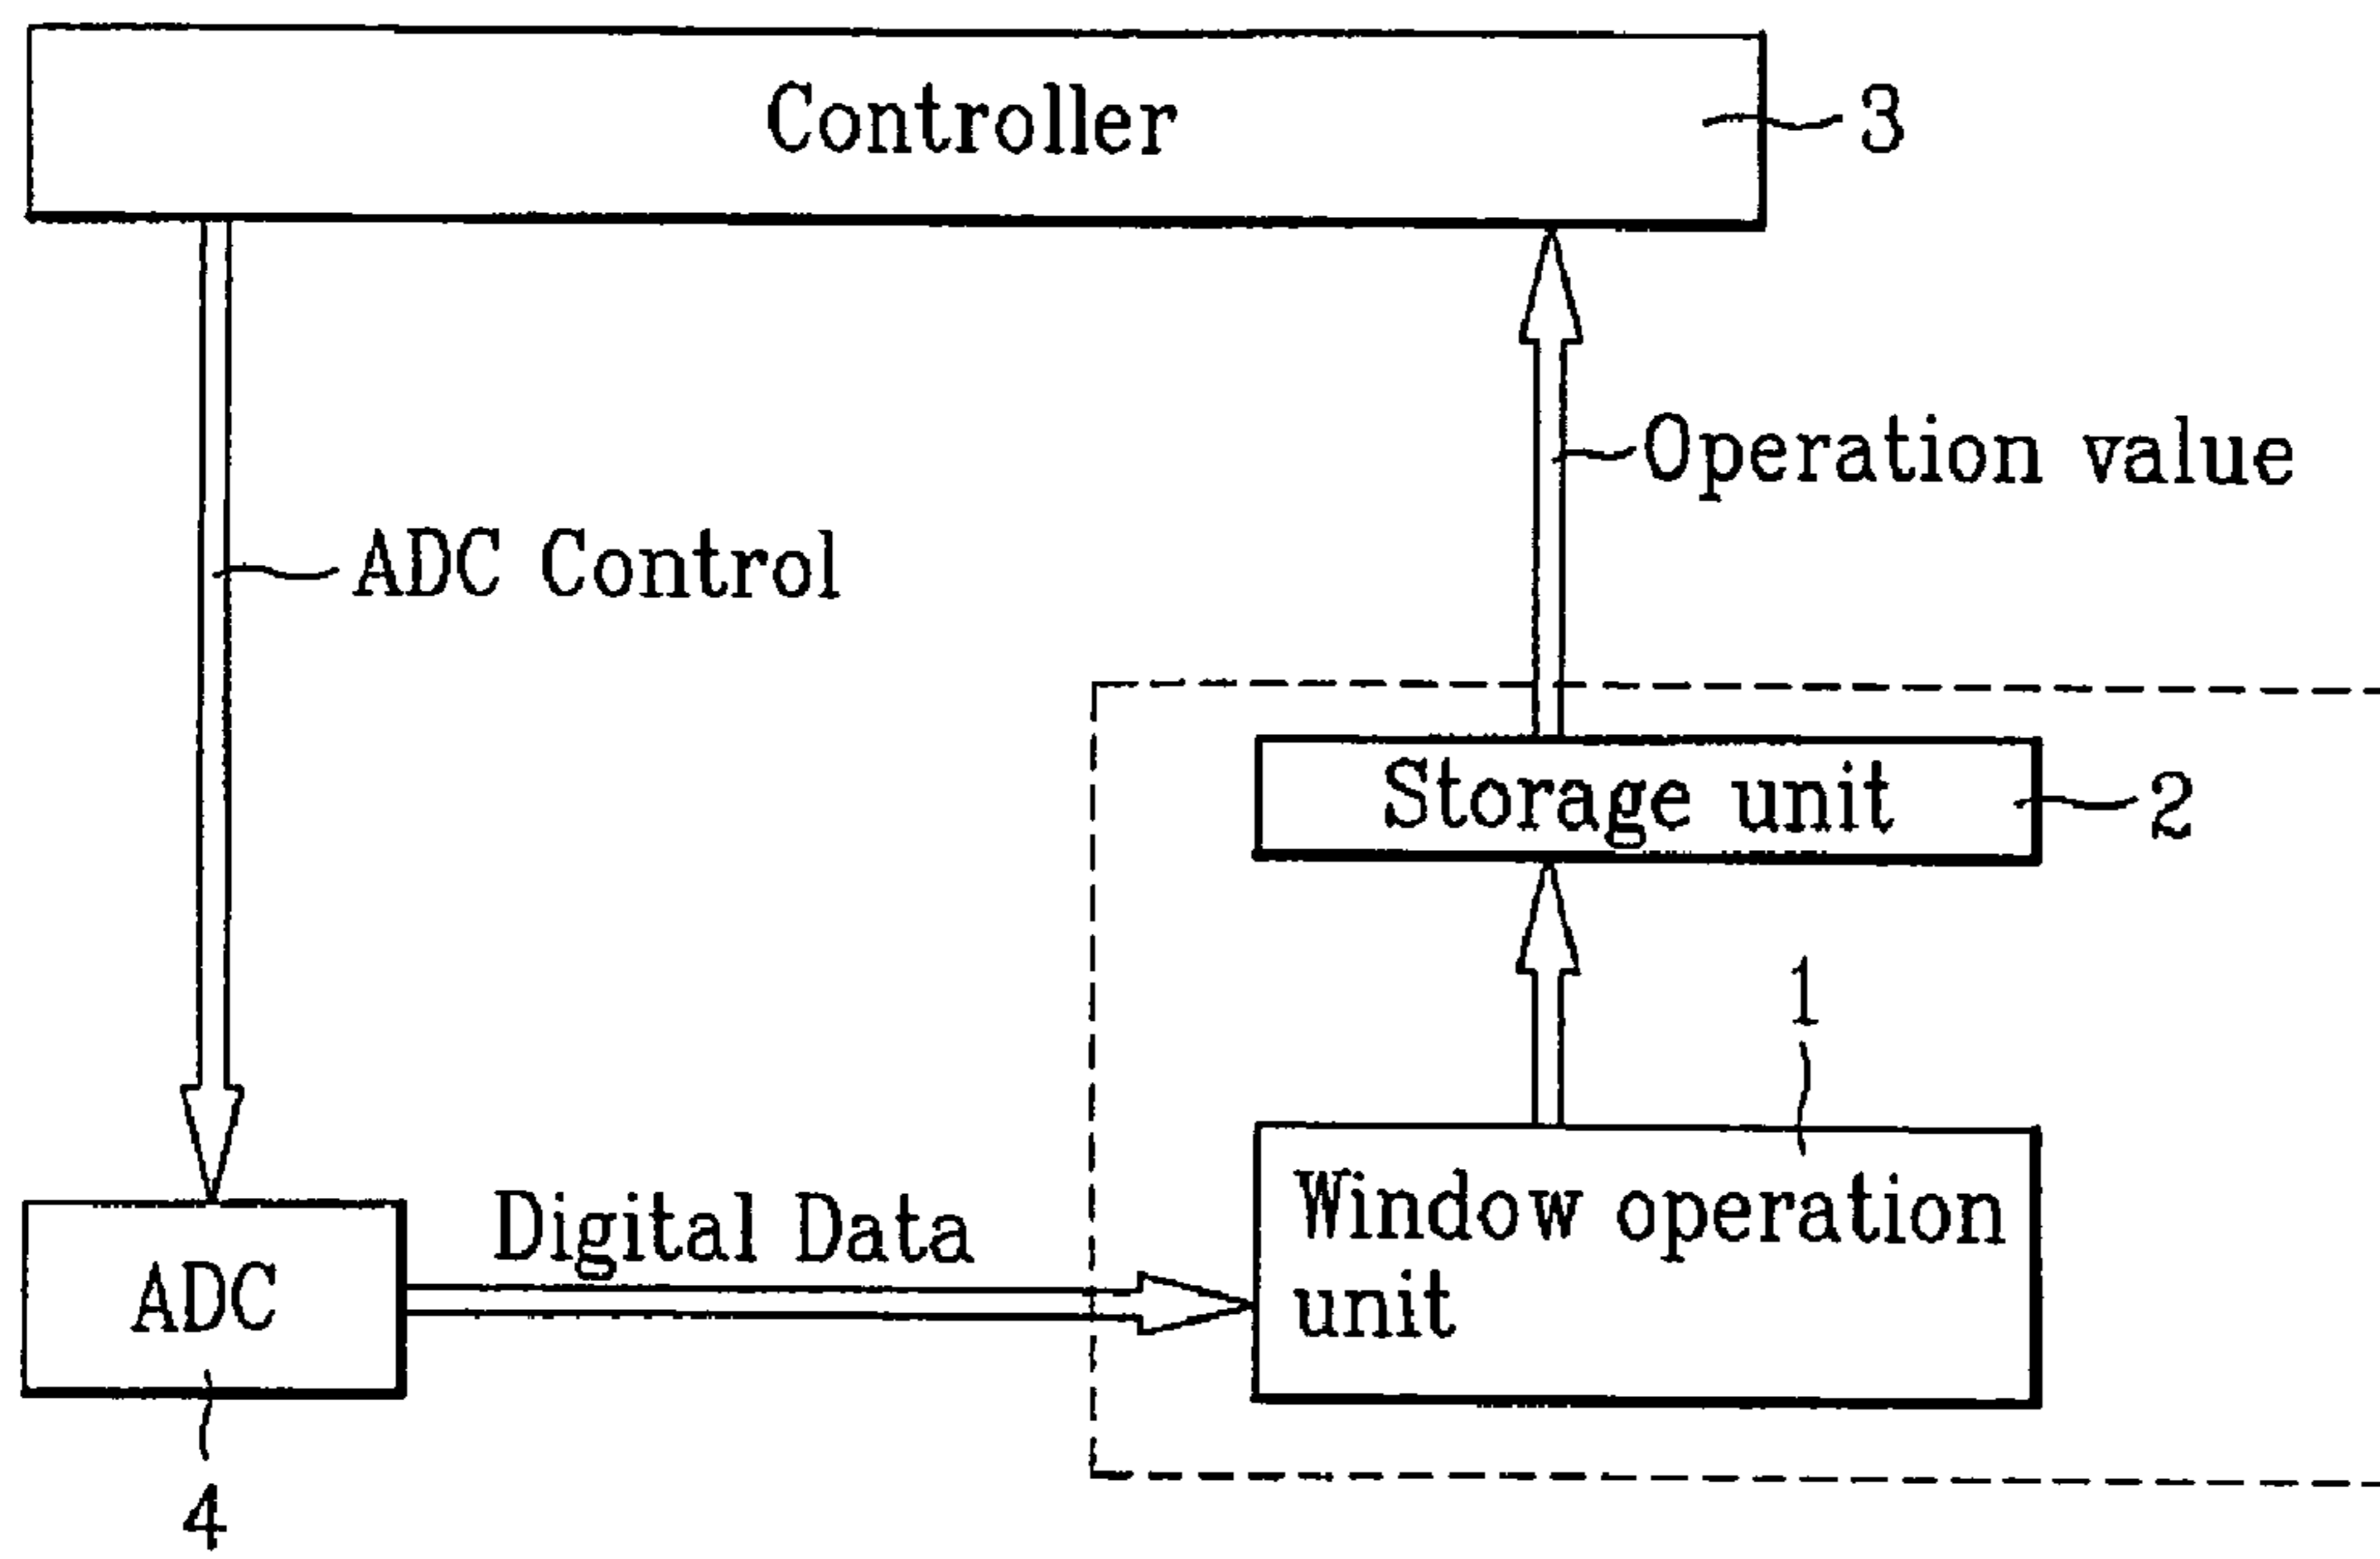 Controller
3
Operation value
ADC Control
Storage unit
2
1
Window operation
unit
Digital Data
ADC
4